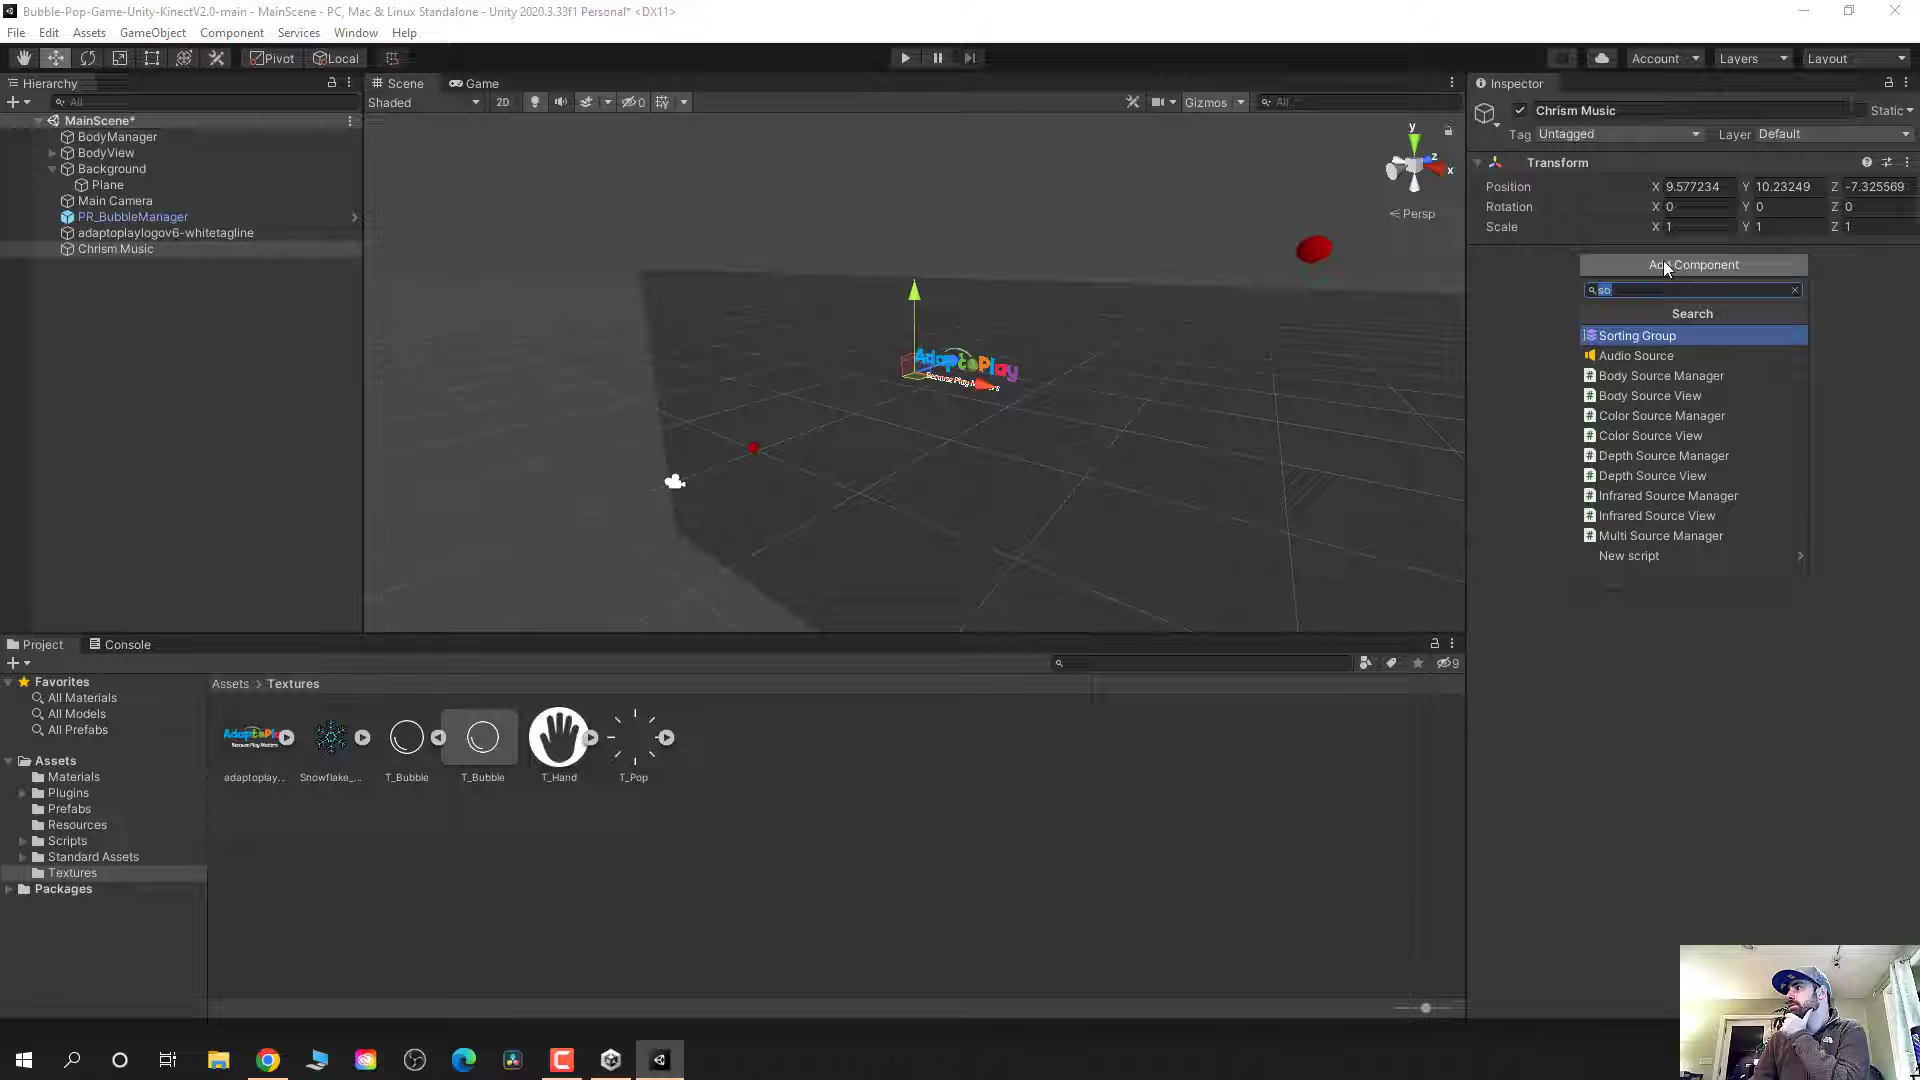 Bubble-Pop-Game-Unity-KinectV2.0-main - MainScene - PC, Mac & Linux Standalone - Unity 2020.3.33f1 Personal* <DX11>
File Edit Assets GameObject Component Services Window Help
Pivot Local Account Layers Layout
Hierarchy
All
MainScene*
BodyManager
BodyView
Background
Plane
Main Camera
PR_BubbleManager
adaptoplaylogov6-whitetagline
Chrism Music
Scene Game
Shaded 2D 0 Gizmos All
y
z
x
Persp
AdaptoPlay
Because Play Matters
Inspector
Chrism Music Static
Tag Untagged Layer Default
Transform
Position X 9.577234 Y 10.23249 Z -7.325569
Rotation X 0 Y 0 Z 0
Scale X 1 Y 1 Z 1
Add Component
so
Search
Sorting Group
Audio Source
Body Source Manager
Body Source View
Color Source Manager
Color Source View
Depth Source Manager
Depth Source View
Infrared Source Manager
Infrared Source View
Multi Source Manager
New script
Project Console
9
Favorites
All Materials
All Models
All Prefabs
Assets
Materials
Plugins
Prefabs
Resources
Scripts
Standard Assets
Textures
Packages
Assets > Textures
adaptoplay... Snowflake_... T_Bubble T_Bubble T_Hand T_Pop